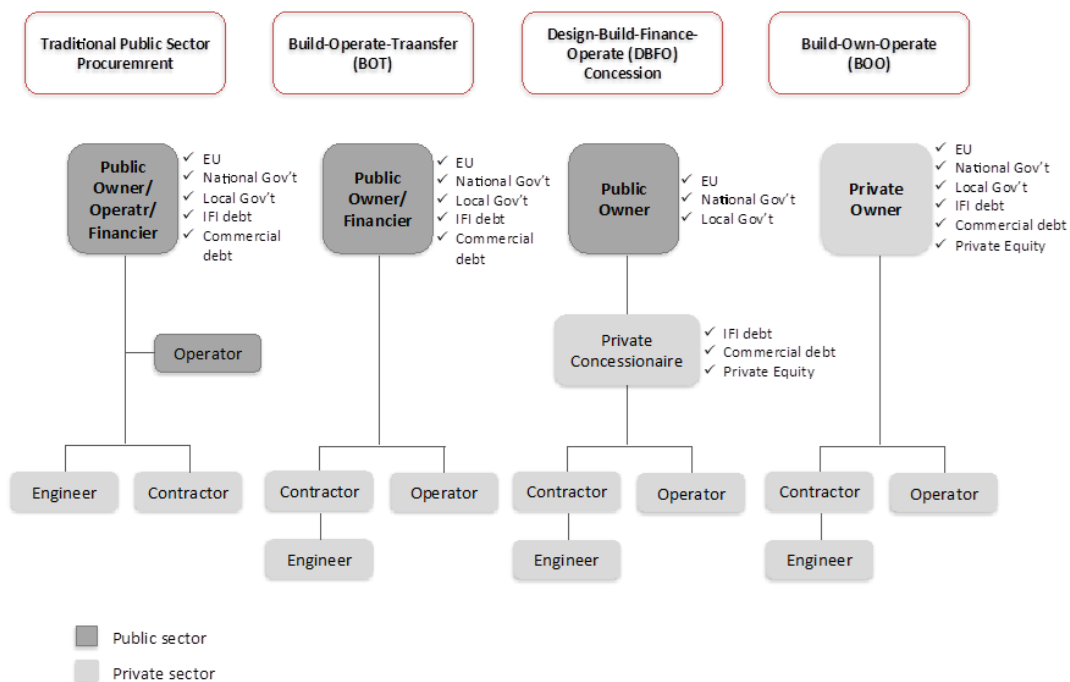 Traditional Public Sector
Procuremrent
Build-Operate-Traansfer
(BOT)
Design-Build-Finance-
Operate (DBFO)
Concession
Build-Own-Operate
(BOO)
Public
Owner/
Operatr/
Financier
✓ EU
✓ National Gov't
✓ Local Gov't
✓ IFI debt
✓ Commercial
debt
Public
Owner/
Financier
✓ EU
✓ National Gov't
✓ Local Gov't
✓ IFI debt
✓ Commercial
debt
Public
Owner
✓ EU
✓ National Gov't
✓ Local Gov't
Private
Owner
✓ EU
✓ National Gov't
✓ Local Gov't
✓ IFI debt
✓ Commercial debt
✓ Private Equity
Operator
Private
Concessionaire
✓ IFI debt
✓ Commercial debt
✓ Private Equity
Engineer
Contractor
Contractor
Operator
Engineer
Contractor
Operator
Engineer
Contractor
Operator
Engineer
Public sector
Private sector